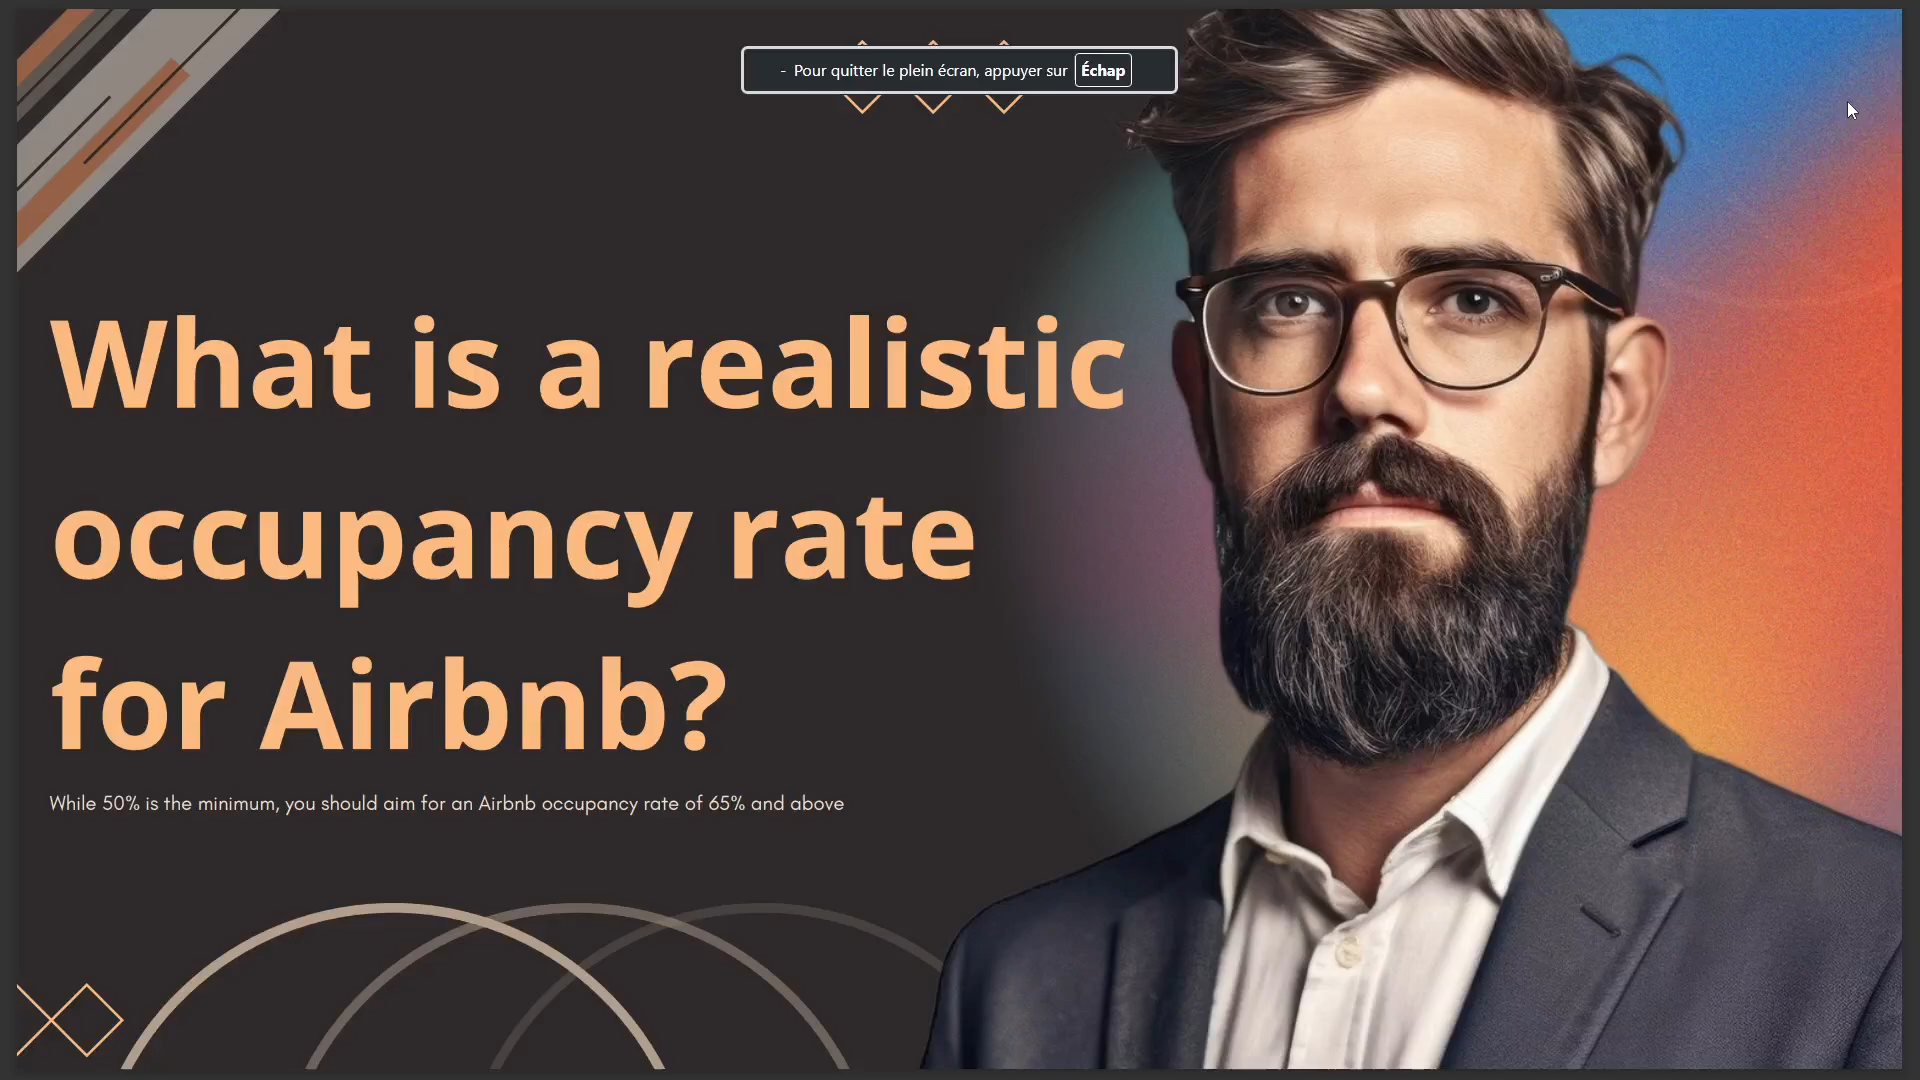 - Pour quitter le plein écran, appuyer sur Échap
What is a realistic
occupancy rate
for Airbnb?
While 50% is the minimum, you should aim for an Airbnb occupancy rate of 65% and above